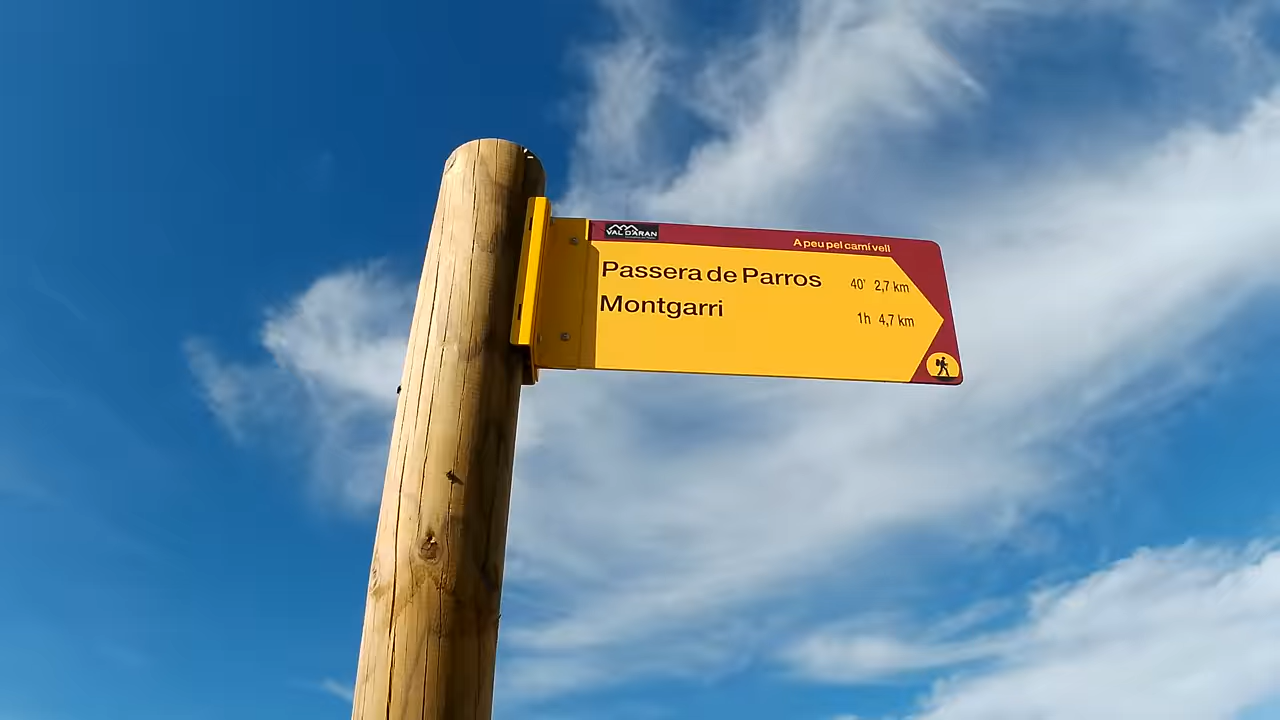 VAL D'ARAN
A peu pel camí vell
Passera de Parros 40' 2,7 km
Montgarri 1h 4,7 km